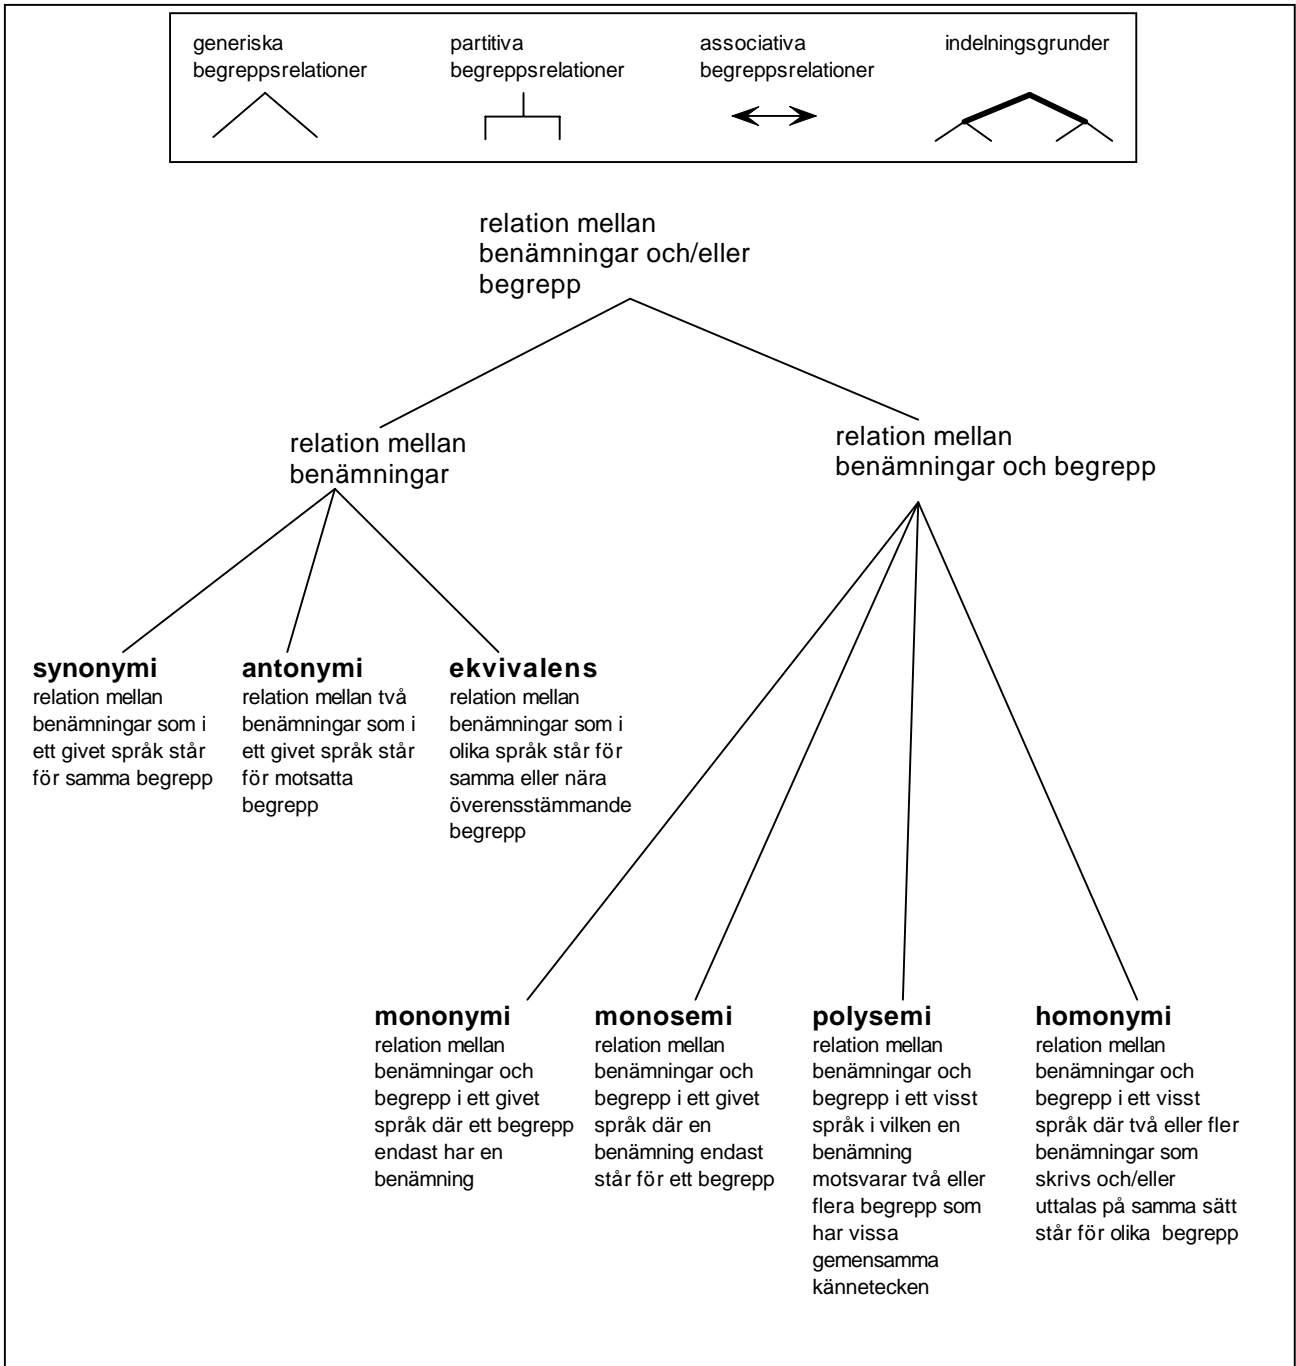 generiska
begreppsrelationer
partitiva
begreppsrelationer
associativa
begreppsrelationer
indelningsgrunder
relation mellan
benämningar och/eller
begrepp
relation mellan
benämningar
relation mellan
benämningar och begrepp
synonymi
relation mellan
benämningar som i
ett givet språk står
för samma begrepp
antonymi
relation mellan två
benämningar som i
ett givet språk står
för motsatta
begrepp
ekvivalens
relation mellan
benämningar som i
olika språk står för
samma eller nära
överensstämmande
begrepp
mononymi
relation mellan
benämningar och
begrepp i ett givet
språk där ett begrepp
endast har en
benämning
monosemi
relation mellan
benämningar och
begrepp i ett givet
språk där en
benämning endast
står för ett begrepp
polysemi
relation mellan
benämningar och
begrepp i ett visst
språk i vilken en
benämning
motsvarar två eller
flera begrepp som
har vissa
gemensamma
kännetecken
homonymi
relation mellan
benämningar och
begrepp i ett visst
språk där två eller fler
benämningar som
skrivs och/eller
uttalas på samma sätt
står för olika begrepp